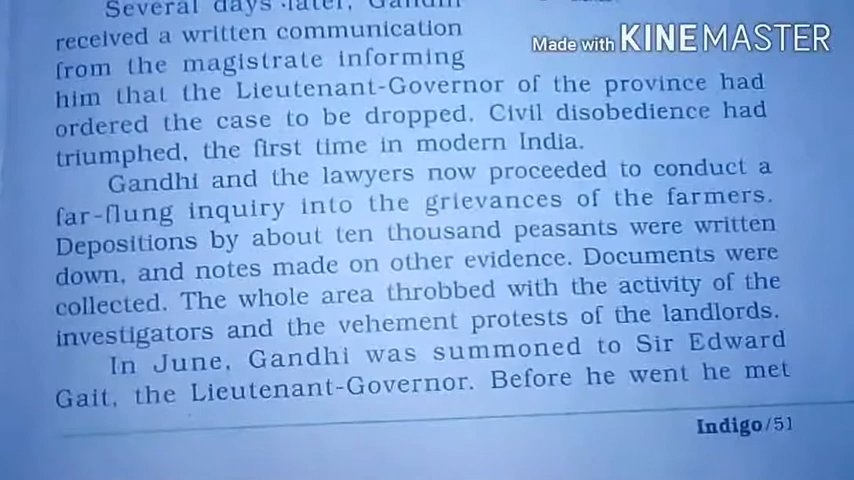 Several days later, Gandhi
received a written communication
from the magistrate informing
Made with KINEMASTER
him that the Lieutenant-Governor of the province had
ordered the case to be dropped. Civil disobedience had
triumphed, the first time in modern India.
Gandhi and the lawyers now proceeded to conduct a
far-flung inquiry into the grievances of the farmers.
Depositions by about ten thousand peasants were written
down, and notes made on other evidence. Documents were
collected. The whole area throbbed with the activity of the
investigators and the vehement protests of the landlords.
In June, Gandhi was summoned to Sir Edward
Gait, the Lieutenant-Governor. Before he went he met
Indigo/51